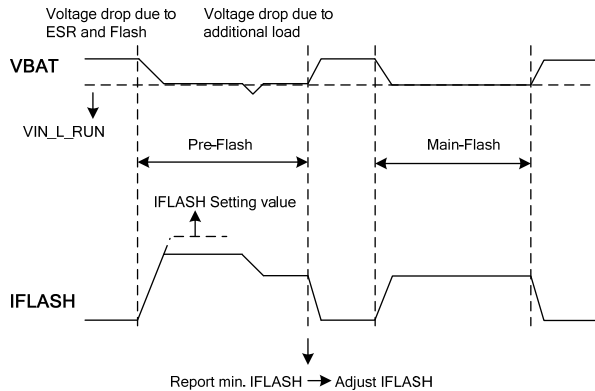 Voltage drop due to
ESR and Flash
Voltage drop due to
additional load
VBAT
VIN_L_RUN
Pre-Flash
Main-Flash
IFLASH Setting value
IFLASH
Report min. IFLASH → Adjust IFLASH